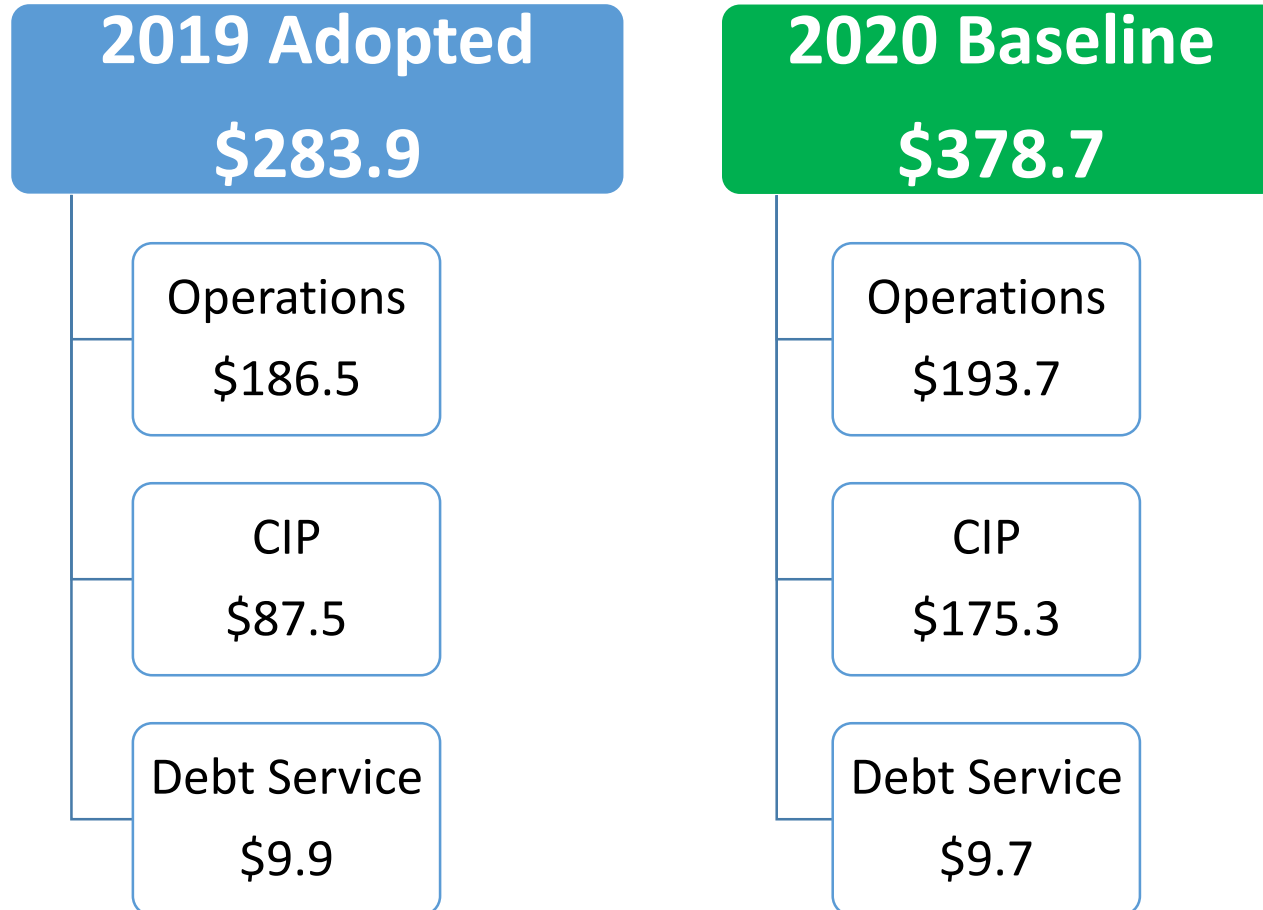 2019 Adopted
$283.9
Operations
$186.5
CIP
$87.5
Debt Service
$9.9
2020 Baseline
$378.7
Operations
$193.7
CIP
$175.3
Debt Service
$9.7